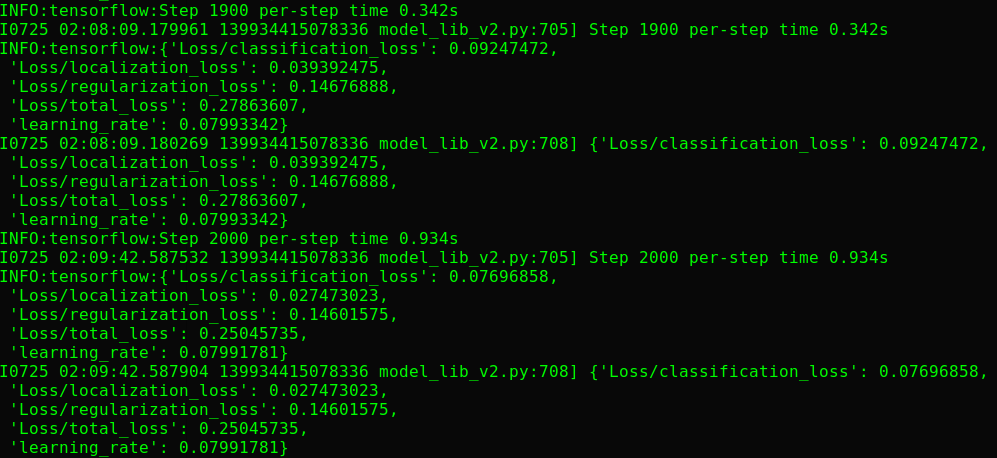 INFO:tensorflow:Step 1900 per-step time 0.342s
I0725 02:08:09.179961 139934415078336 model_lib_v2.py:705] Step 1900 per-step time 0.342s
INFO:tensorflow:{'Loss/classification_loss': 0.09247472,
 'Loss/localization_loss': 0.039392475,
 'Loss/regularization_loss': 0.14676888,
 'Loss/total_loss': 0.27863607,
 'learning_rate': 0.07993342}
I0725 02:08:09.180269 139934415078336 model_lib_v2.py:708] {'Loss/classification_loss': 0.09247472,
 'Loss/localization_loss': 0.039392475,
 'Loss/regularization_loss': 0.14676888,
 'Loss/total_loss': 0.27863607,
 'learning_rate': 0.07993342}
INFO:tensorflow:Step 2000 per-step time 0.934s
I0725 02:09:42.587532 139934415078336 model_lib_v2.py:705] Step 2000 per-step time 0.934s
INFO:tensorflow:{'Loss/classification_loss': 0.07696858,
 'Loss/localization_loss': 0.027473023,
 'Loss/regularization_loss': 0.14601575,
 'Loss/total_loss': 0.25045735,
 'learning_rate': 0.07991781}
I0725 02:09:42.587904 139934415078336 model_lib_v2.py:708] {'Loss/classification_loss': 0.07696858,
 'Loss/localization_loss': 0.027473023,
 'Loss/regularization_loss': 0.14601575,
 'Loss/total_loss': 0.25045735,
 'learning_rate': 0.07991781}